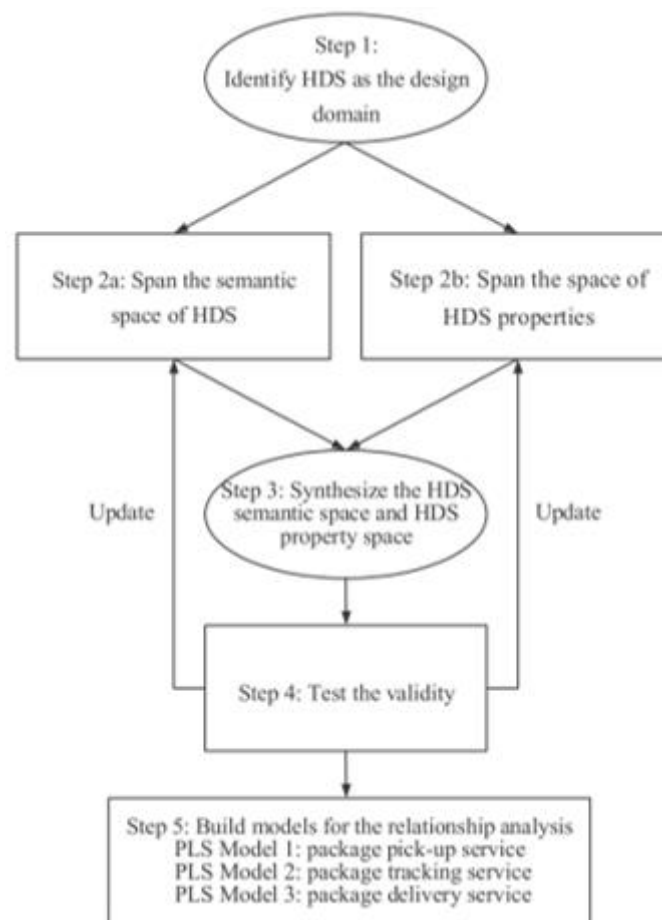 Step 1:
Identify HDS as the design
domain
Step 2a: Span the semantic
space of HDS
Step 2b: Span the space of
HDS properties
Step 3: Synthesize the HDS
semantic space and HDS
property space
Update
Update
Step 4: Test the validity
Step 5: Build models for the relationship analysis
PLS Model 1: package pick-up service
PLS Model 2: package tracking service
PLS Model 3: package delivery service